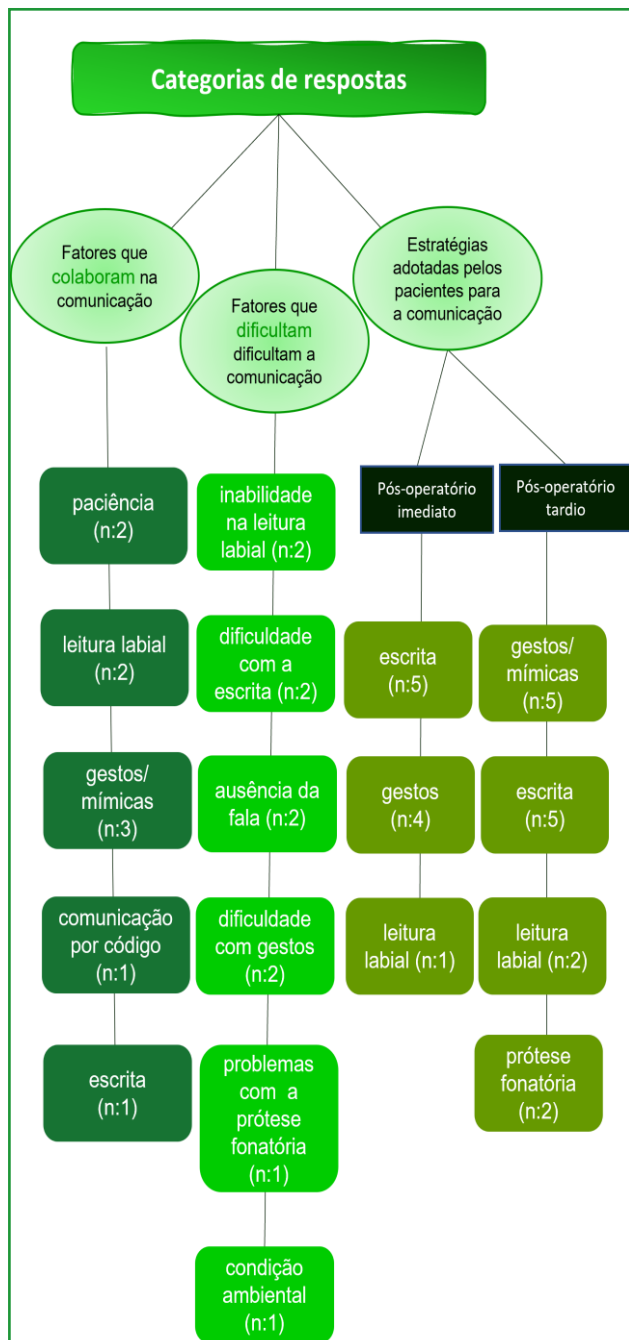 Categorias de respostas
Fatores que
colaboram na
comunicação
Fatores que
dificultam
dificultam a
comunicação
Estratégias
adotadas pelos
pacientes para
a comunicação
paciência
(n:2)
leitura labial
(n:2)
gestos/
mímicas
(n:3)
comunicação
por código
(n:1)
escrita
(n:1)
inabilidade
na leitura
labial (n:2)
dificuldade
com a
escrita (n:2)
ausência da
fala (n:2)
dificuldade
com gestos
(n:2)
problemas
com a
prótese
fonatória
(n:1)
condição
ambiental
(n:1)
Pós-operatório
imediato
escrita
(n:5)
gestos
(n:4)
leitura
labial (n:1)
Pós-operatório
tardio
gestos/
mímicas
(n:5)
escrita
(n:5)
leitura
labial (n:2)
prótese
fonatória
(n:2)